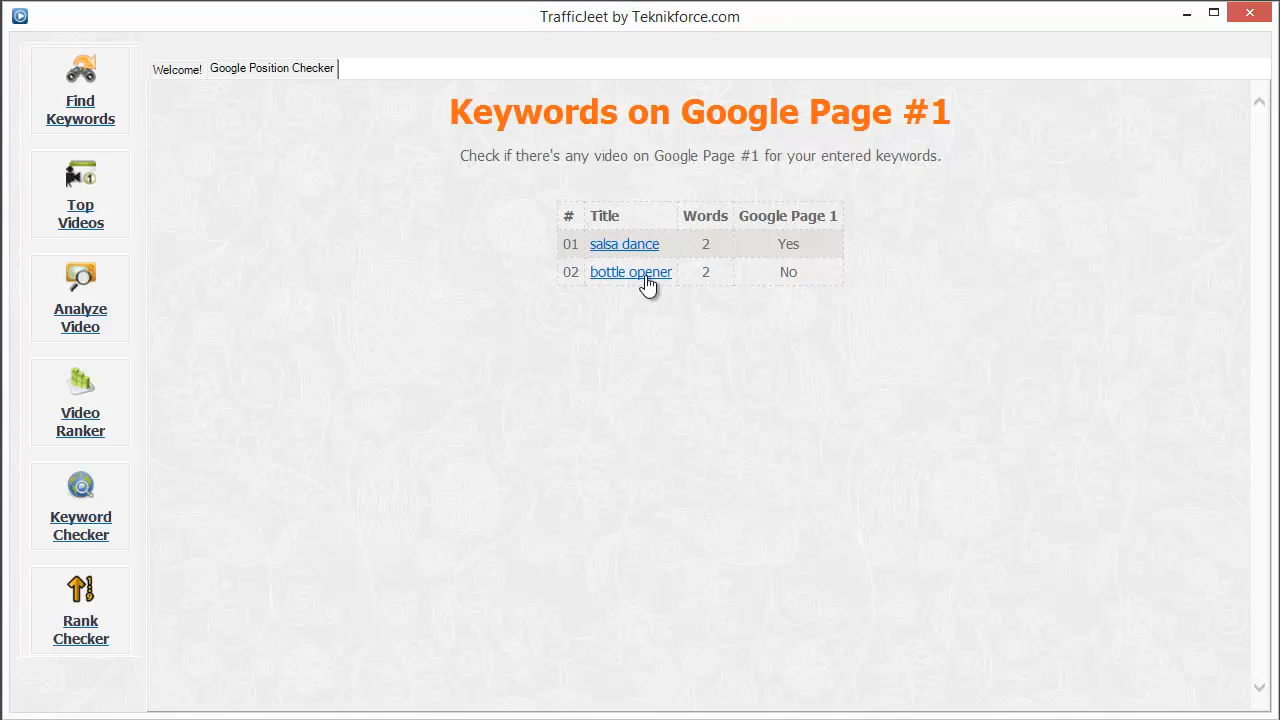 TrafficJeet by Teknikforce.com
Find
Keywords
Top
Videos
Analyze
Video
Video
Ranker
Keyword
Checker
Rank
Checker
Welcome! Google Position Checker
Keywords on Google Page #1
Check if there's any video on Google Page #1 for your entered keywords.
# Title Words Google Page 1
01 salsa dance 2 Yes
02 bottle opener 2 No